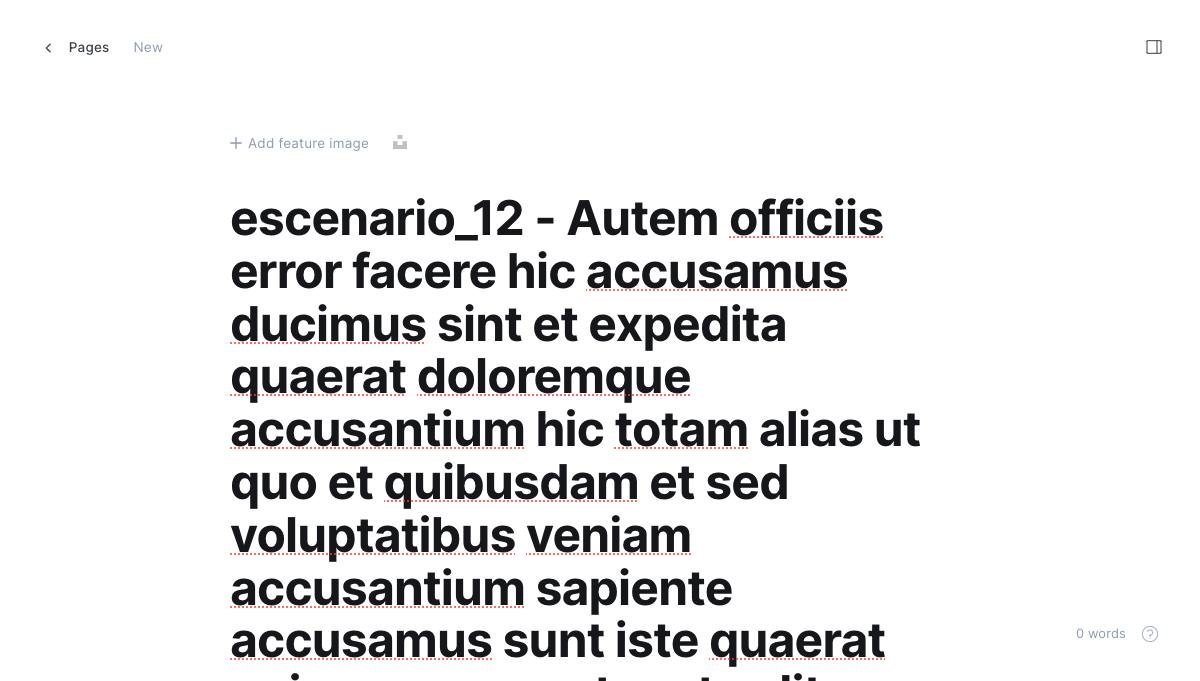 Pages New
Add feature image
escenario_12 - Autem officiis
error facere hic accusamus
ducimus sint et expedita
quaerat doloremque
accusantium hic totam alias ut
quo et quibusdam et sed
voluptatibus veniam
accusantium sapiente
accusamus sunt iste quaerat
0 words